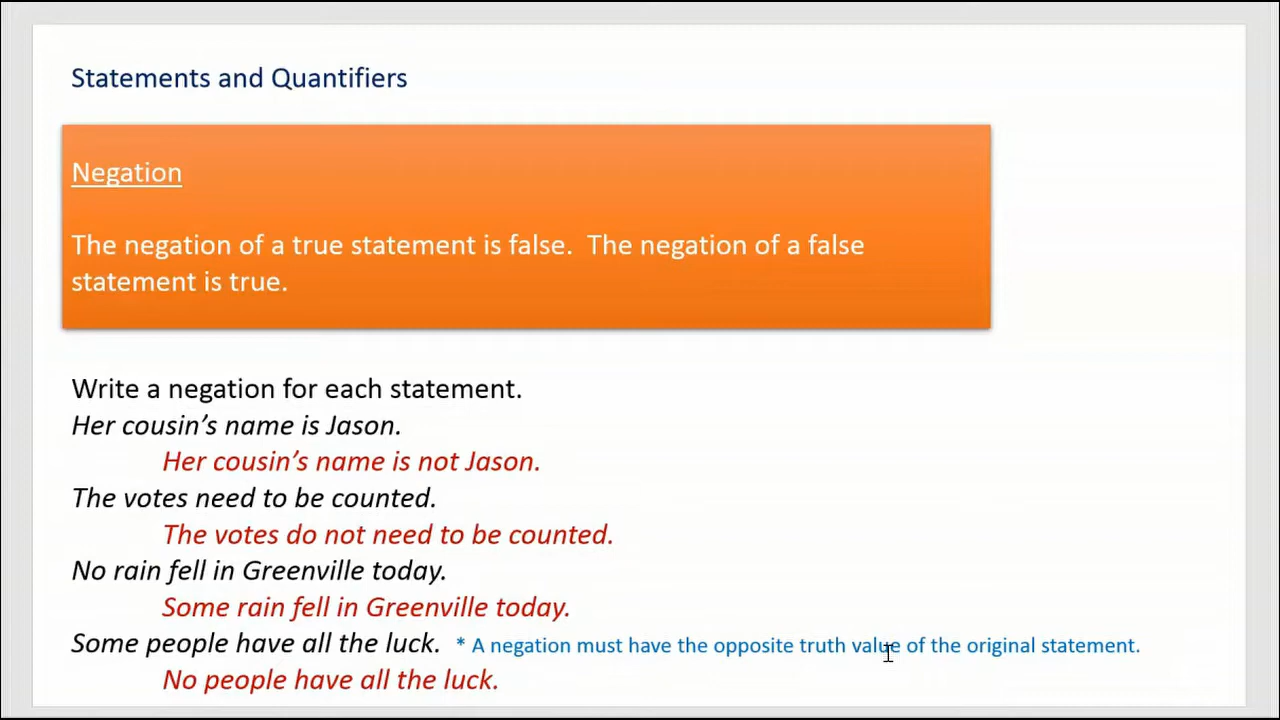 Statements and Quantifiers
Negation
The negation of a true statement is false.  The negation of a false
statement is true.
Write a negation for each statement.
Her cousin’s name is Jason.
Her cousin’s name is not Jason.
The votes need to be counted.
The votes do not need to be counted.
No rain fell in Greenville today.
Some rain fell in Greenville today.
Some people have all the luck.  * A negation must have the opposite truth value of the original statement.
No people have all the luck.